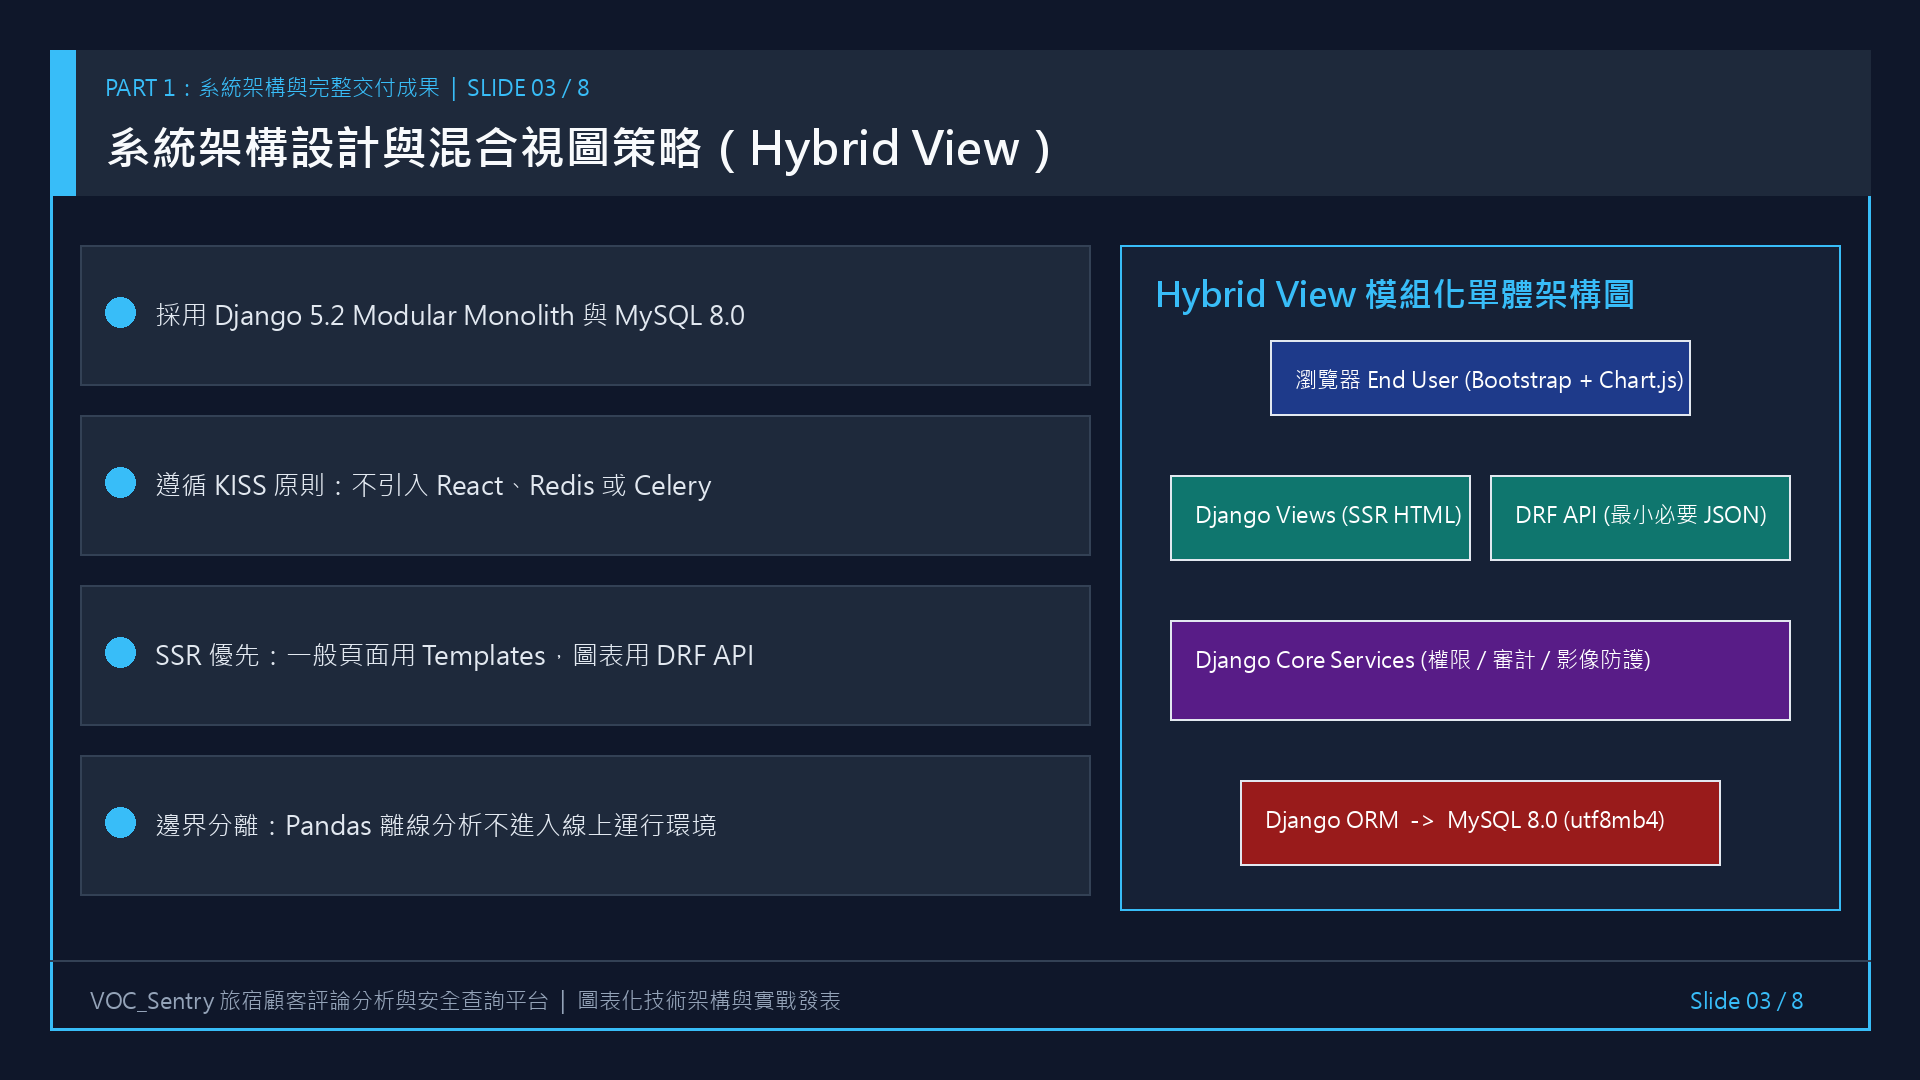 PART 1：系統架構與完整交付成果 | SLIDE 03 / 8
系統架構設計與混合視圖策略（Hybrid View）
採用 Django 5.2 Modular Monolith 與 MySQL 8.0
遵循 KISS 原則：不引入 React、Redis 或 Celery
SSR 優先：一般頁面用 Templates，圖表用 DRF API
邊界分離：Pandas 離線分析不進入線上運行環境
Hybrid View 模組化單體架構圖
瀏覽器 End User (Bootstrap + Chart.js)
Django Views (SSR HTML)
DRF API (最小必要 JSON)
Django Core Services (權限 / 審計 / 影像防護)
Django ORM -> MySQL 8.0 (utf8mb4)
VOC_Sentry 旅宿顧客評論分析與安全查詢平台 | 圖表化技術架構與實戰發表
Slide 03 / 8